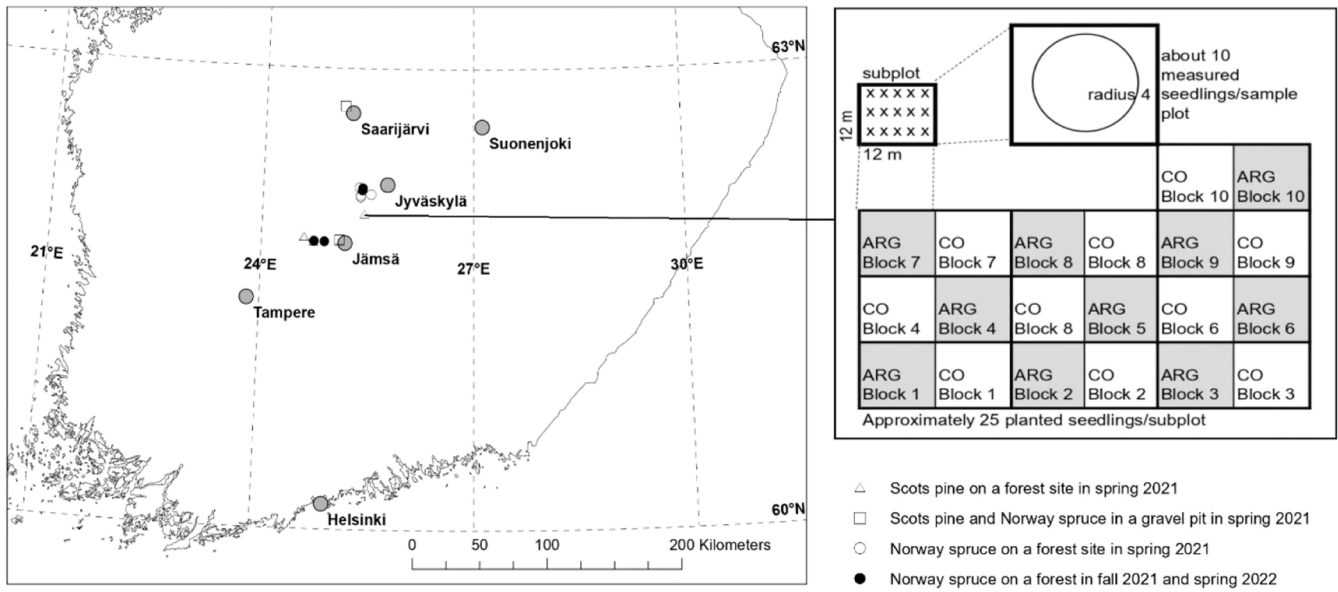 63°N
Saarijärvi
Suonenjoki
Jyväskylä
21°E
24°E
Jämsä
27°E
30°E
Tampere
Helsinki
60°N
0 50 100 200 Kilometers
subplot
x x x x x
x x x x x
x x x x x
12 m
12 m
radius 4
about 10
measured
seedlings/sample
plot
CO
Block 10
ARG
Block 10
ARG
Block 7
CO
Block 7
ARG
Block 8
CO
Block 8
ARG
Block 9
CO
Block 9
CO
Block 4
ARG
Block 4
CO
Block 8
ARG
Block 5
CO
Block 6
ARG
Block 6
ARG
Block 1
CO
Block 1
ARG
Block 2
CO
Block 2
ARG
Block 3
CO
Block 3
Approximately 25 planted seedlings/subplot
Scots pine on a forest site in spring 2021
Scots pine and Norway spruce in a gravel pit in spring 2021
Norway spruce on a forest site in spring 2021
Norway spruce on a forest in fall 2021 and spring 2022